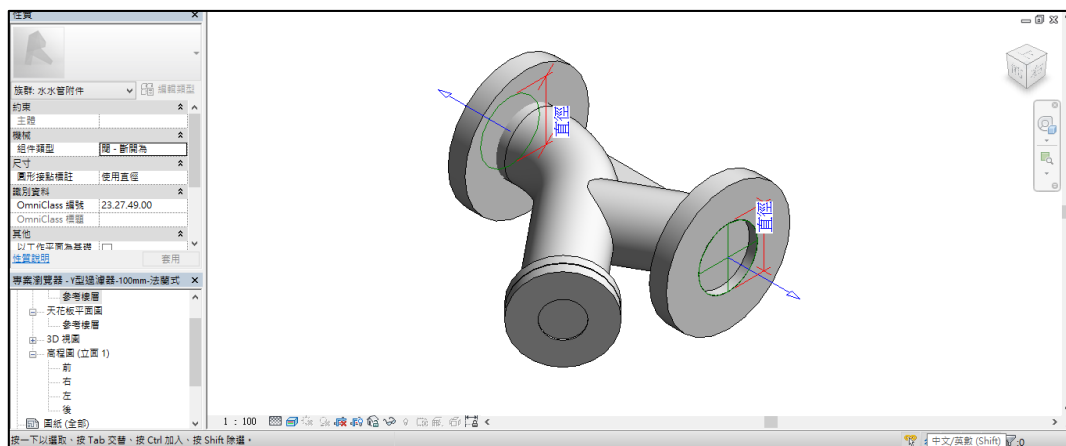 性質
族群: 水水管附件
編輯類型
約束
主體
機械
組件類型 閥 - 斷開為
尺寸
圓形接點標註 使用直徑
識別資料
OmniClass 編號 23.27.49.00
OmniClass 標題
其他
以工作平面為基礎
性質說明
套用
專案瀏覽器 - Y型過濾器-100mm-法蘭式
參考樓層
天花板平面圖
參考樓層
3D 視圖
高程圖 (立面 1)
前
右
左
後
圖紙 (全部)
直徑
直徑
1 : 100
按一下以選取、按 Tab 交替、按 Ctrl 加入、按 Shift 除選。
中文/英數 (Shift)
:0